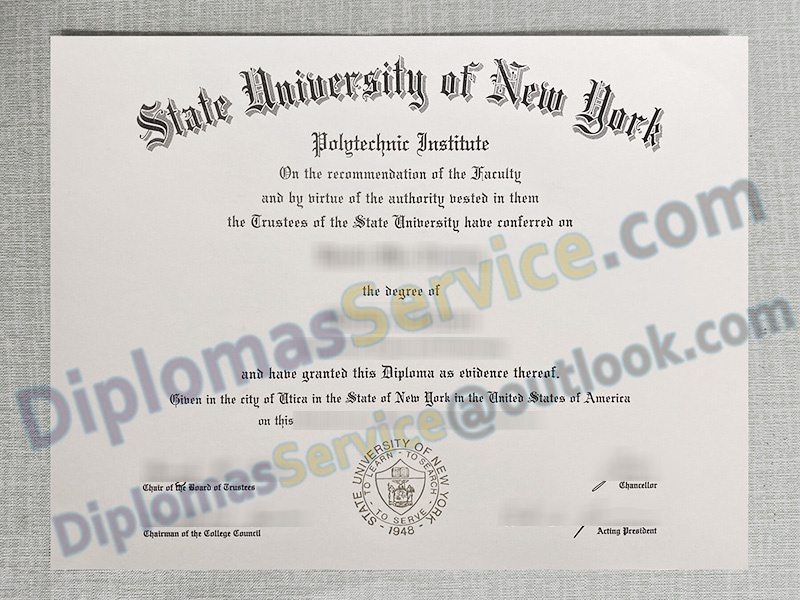 State University of New York
Polytechnic Institute
On the recommendation of the Faculty
and by virtue of the authority vested in them
the Trustees of the State University have conferred on
the degree of
and have granted this Diploma as evidence thereof.
Given in the city of Utica in the State of New York in the United States of America
on this
Chair of the Board of Trustees
Chancellor
Chairman of the College Council
Acting President
STATE UNIVERSITY OF NEW YORK
TO LEARN - TO SEARCH
TO SERVE
- 1948 -
DiplomasService.com
DiplomasService@outlook.com